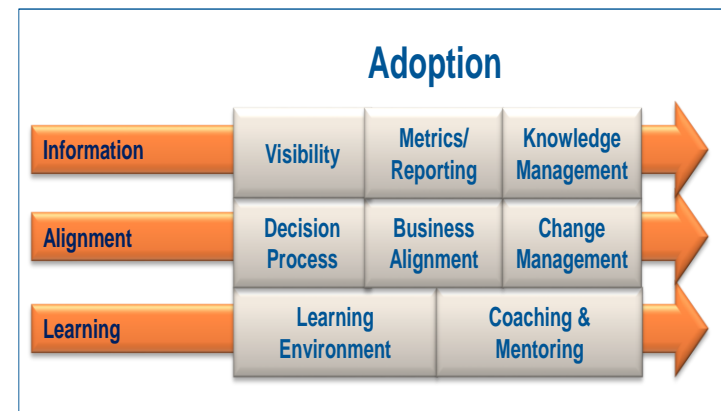 Adoption
Information
Visibility
Metrics/
Reporting
Knowledge
Management
Alignment
Decision
Process
Business
Alignment
Change
Management
Learning
Learning
Environment
Coaching &
Mentoring